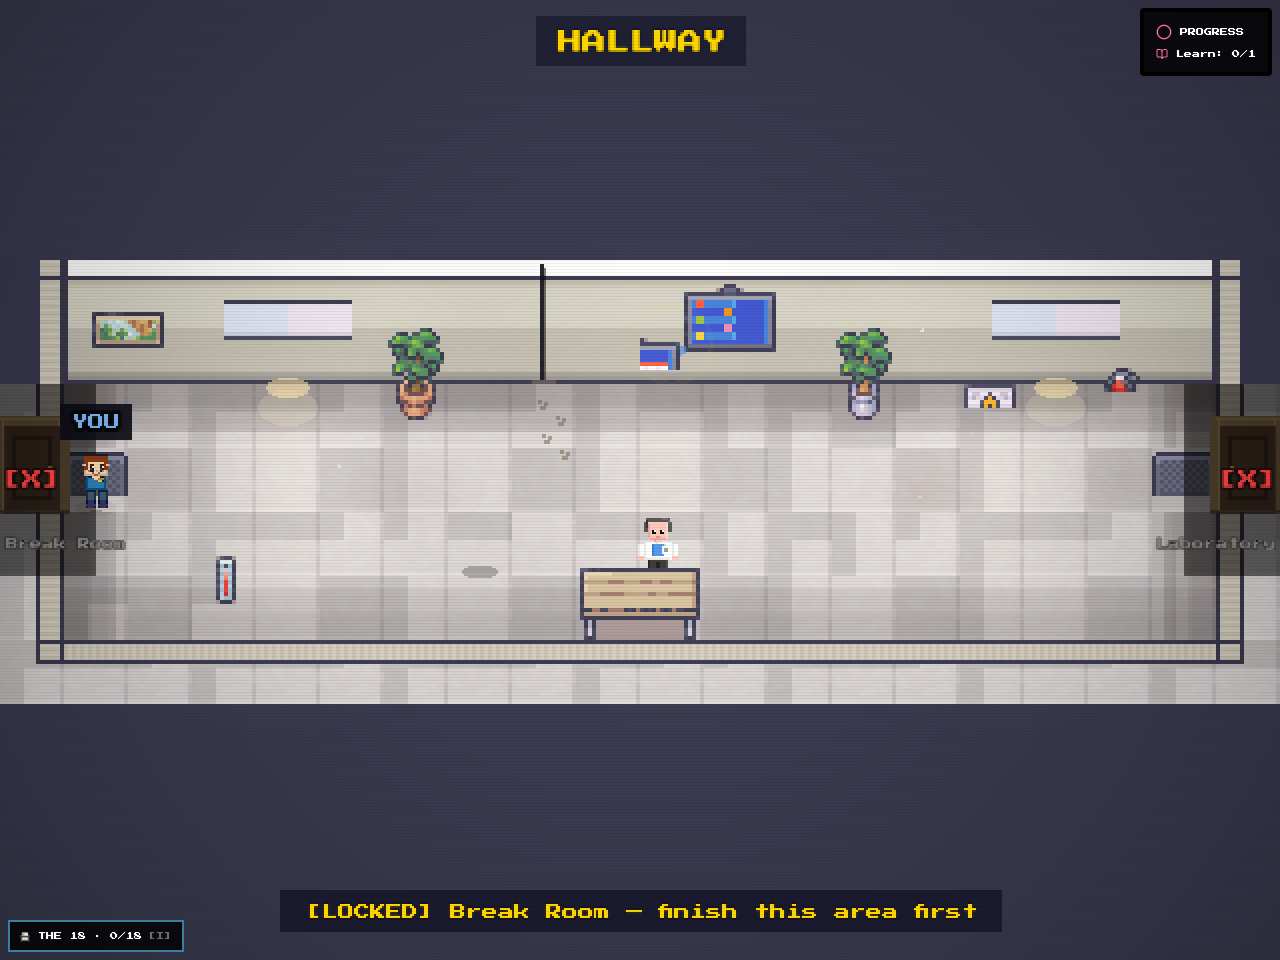 HALLWAY
PROGRESS
Learn: 0/1
YOU
[X]
[X]
Break Room
Laboratory
[LOCKED] Break Room — finish this area first
THE 18 · 0/18 [I]